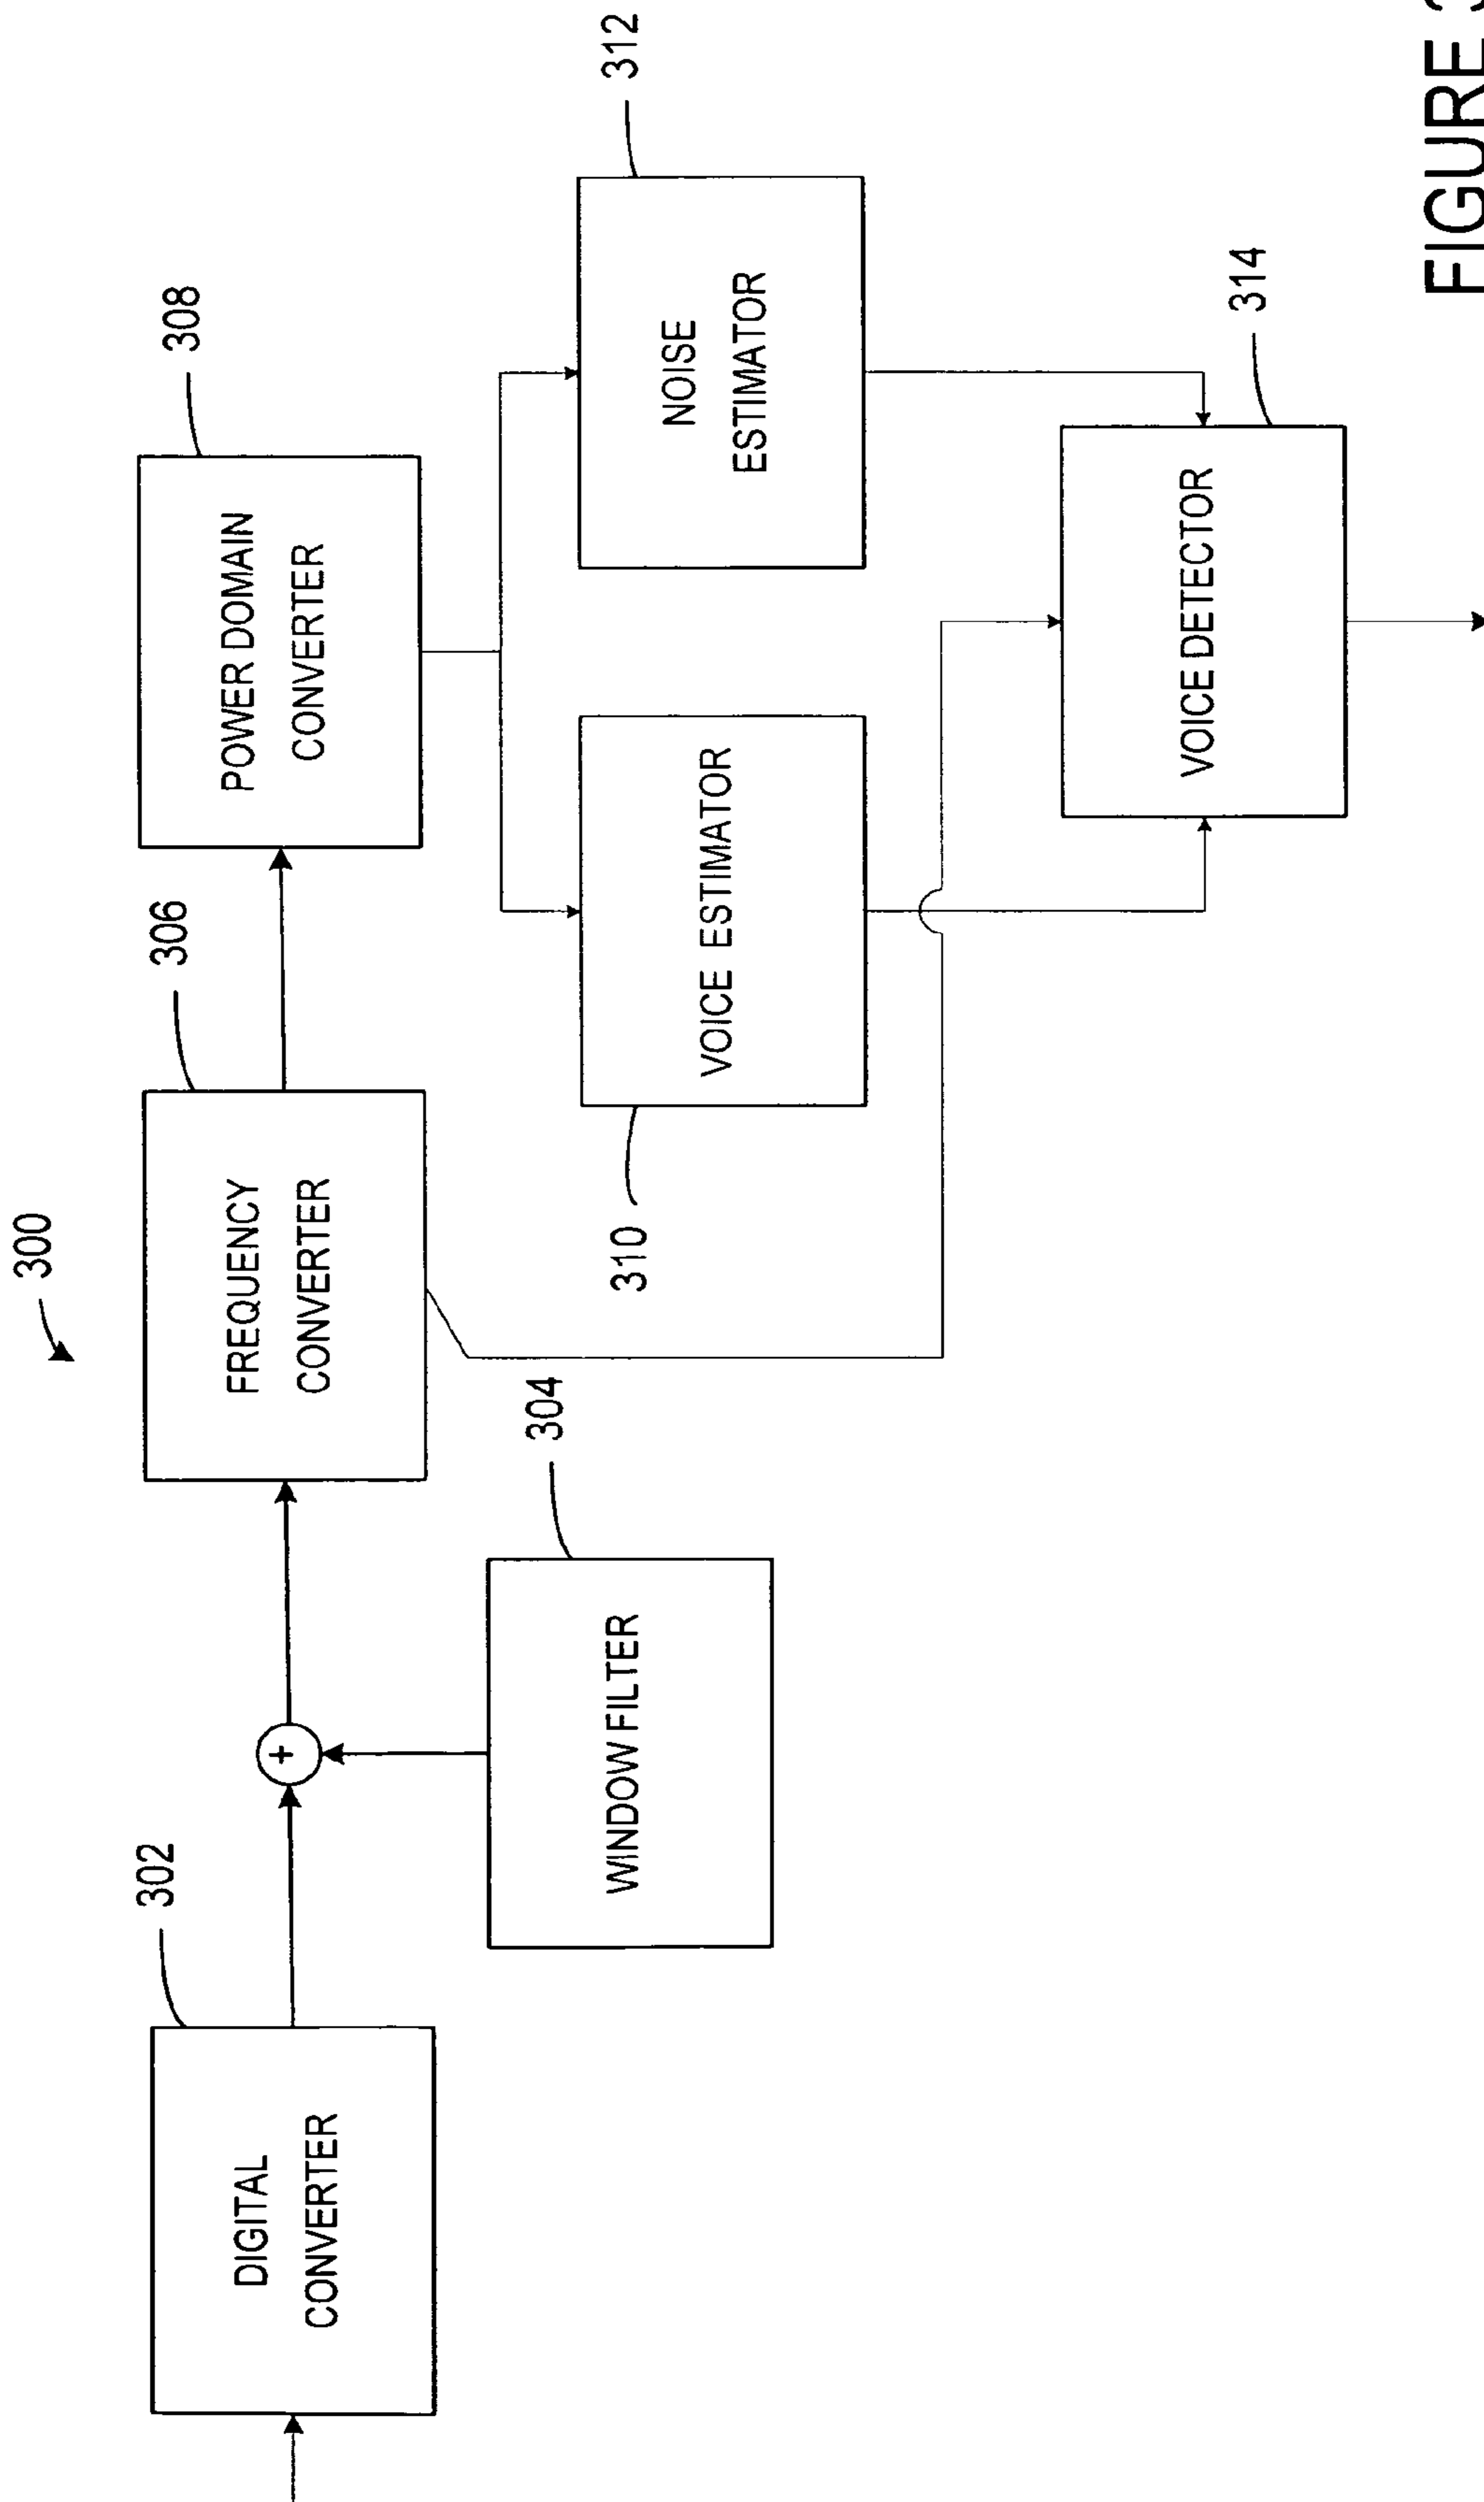 300
302
DIGITAL
CONVERTER
304
WINDOW FILTER
+
306
FREQUENCY
CONVERTER
308
POWER DOMAIN
CONVERTER
310
VOICE ESTIMATOR
312
NOISE
ESTIMATOR
314
VOICE DETECTOR
FIGURE